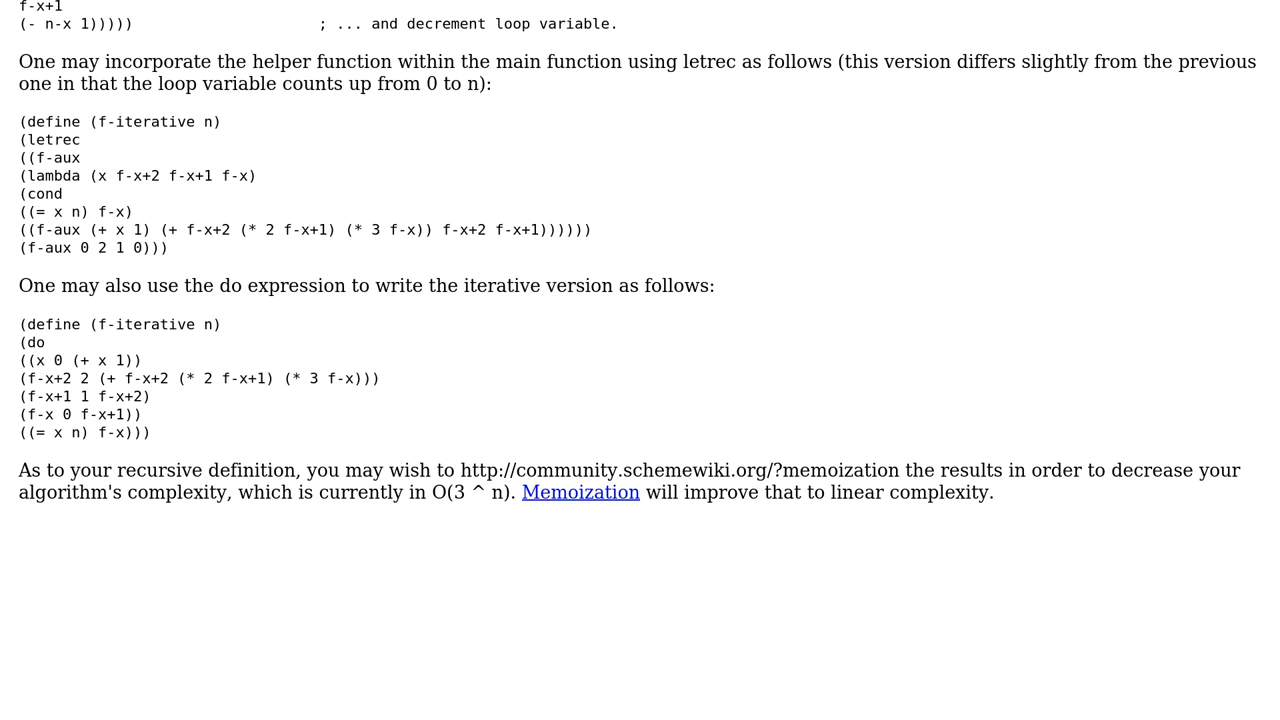 f-x+1
(- n-x 1))))) ; ... and decrement loop variable.
One may incorporate the helper function within the main function using letrec as follows (this version differs slightly from the previous
one in that the loop variable counts up from 0 to n):
(define (f-iterative n)
(letrec
((f-aux
(lambda (x f-x+2 f-x+1 f-x)
(cond
((= x n) f-x)
((f-aux (+ x 1) (+ f-x+2 (* 2 f-x+1) (* 3 f-x)) f-x+2 f-x+1))))))
(f-aux 0 2 1 0)))
One may also use the do expression to write the iterative version as follows:
(define (f-iterative n)
(do
((x 0 (+ x 1))
(f-x+2 2 (+ f-x+2 (* 2 f-x+1) (* 3 f-x)))
(f-x+1 1 f-x+2)
(f-x 0 f-x+1))
((= x n) f-x)))
As to your recursive definition, you may wish to http://community.schemewiki.org/?memoization the results in order to decrease your
algorithm's complexity, which is currently in O(3 ^ n). Memoization will improve that to linear complexity.